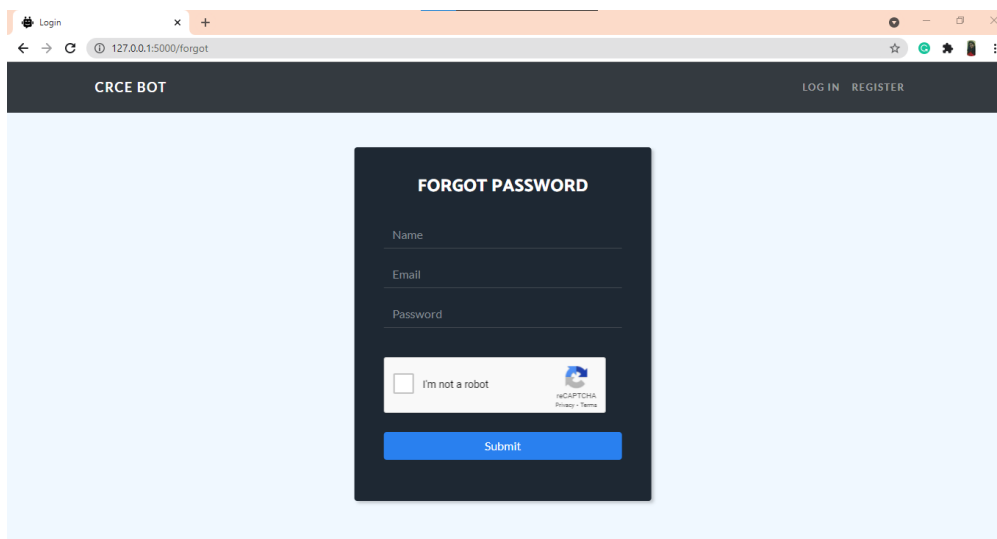 Login
127.0.0.1:5000/forgot
CRCE BOT
LOG IN REGISTER
FORGOT PASSWORD
Name
Email
Password
I'm not a robot
reCAPTCHA
Privacy - Terms
Submit